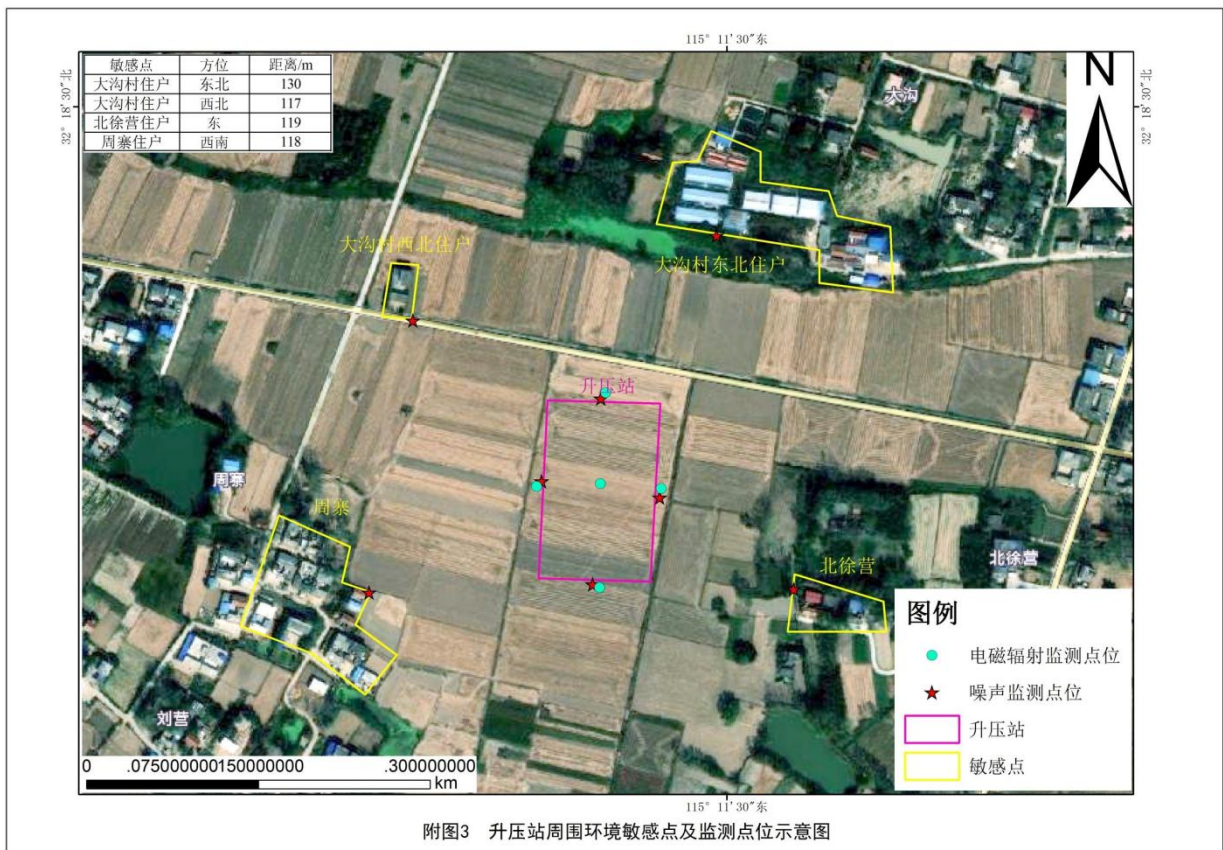 115° 11′30″东
敏感点 方位 距离/m
大沟村住户 东北 130
大沟村住户 西北 117
北徐营住户 东 119
周寨住户 西南 118
32° 18′30″北
32° 18′30″北
N
大沟
大沟村西北住户
大沟村东北住户
升压站
周寨
周寨
北徐营
北徐营
刘营
图例
电磁辐射监测点位
噪声监测点位
升压站
敏感点
0 .075000000150000000 .300000000
km
115° 11′30″东
附图3 升压站周围环境敏感点及监测点位示意图